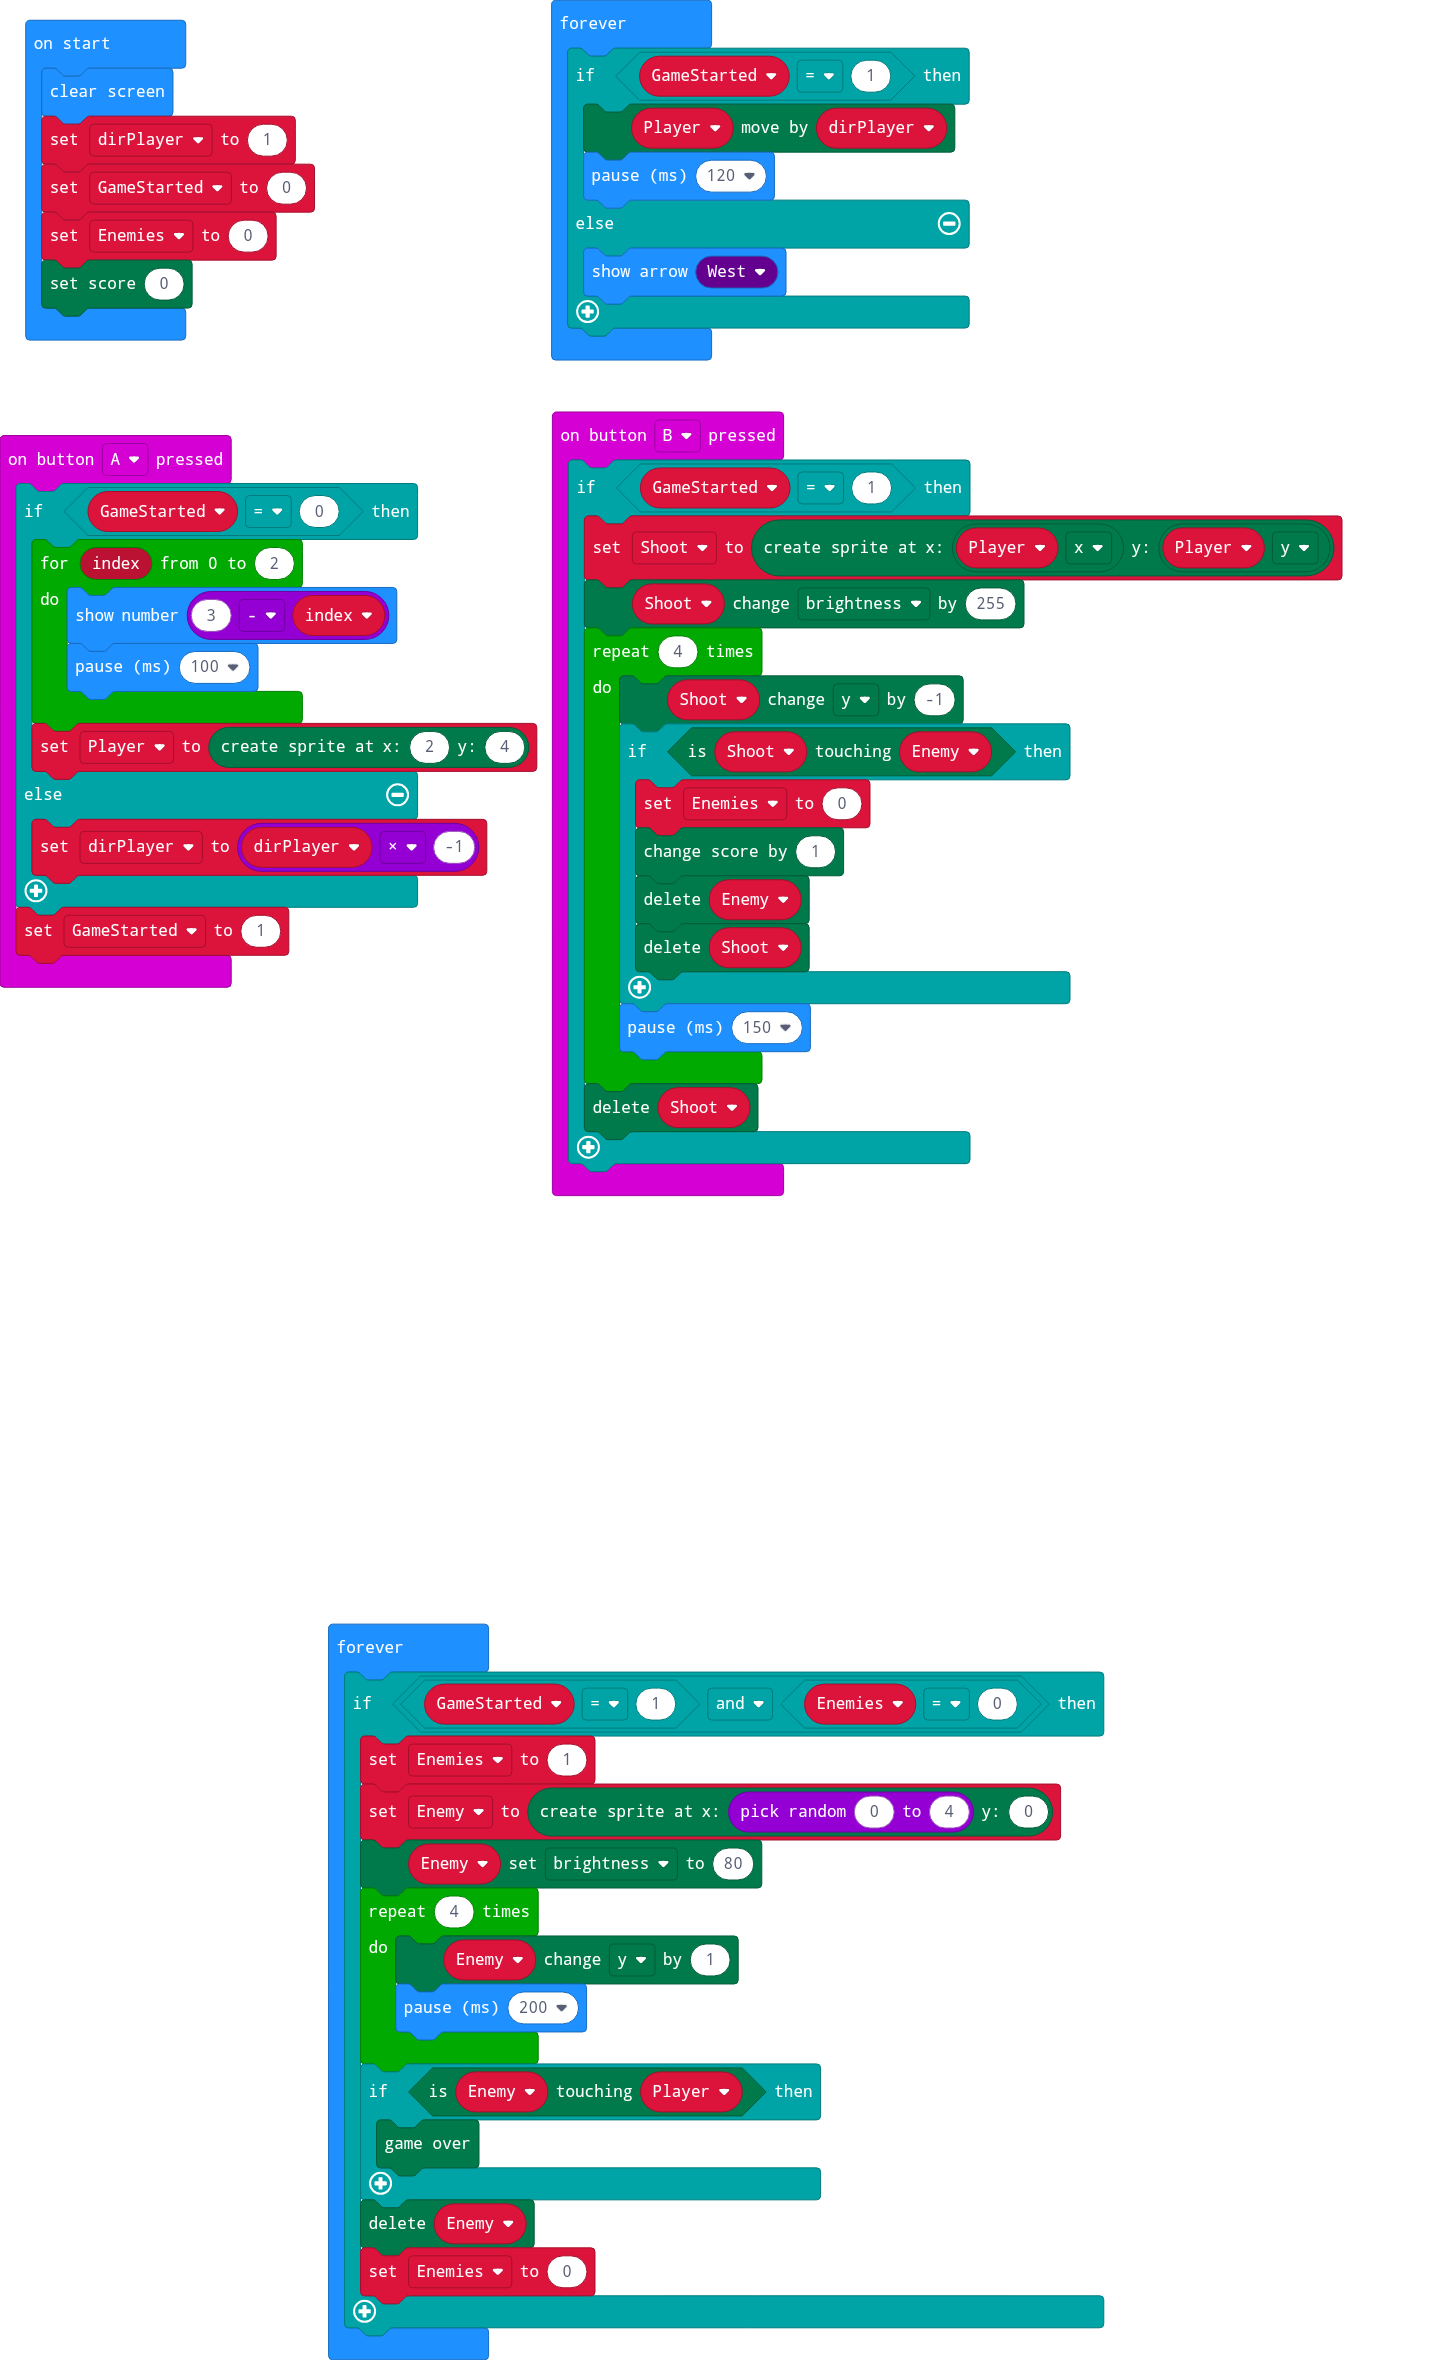 on start
clear screen
set dirPlayer to 1
set GameStarted to 0
set Enemies to 0
set score 0
forever
if GameStarted = 1 then
Player move by dirPlayer
pause (ms) 120
else
show arrow West
on button A pressed
if GameStarted = 0 then
for index from 0 to 2
do show number 3 - index
pause (ms) 100
set Player to create sprite at x: 2 y: 4
else
set dirPlayer to dirPlayer × -1
set GameStarted to 1
on button B pressed
if GameStarted = 1 then
set Shoot to create sprite at x: Player x y: Player y
Shoot change brightness by 255
repeat 4 times
do Shoot change y by -1
if is Shoot touching Enemy then
set Enemies to 0
change score by 1
delete Enemy
delete Shoot
pause (ms) 150
delete Shoot
forever
if GameStarted = 1 and Enemies = 0 then
set Enemies to 1
set Enemy to create sprite at x: pick random 0 to 4 y: 0
Enemy set brightness to 80
repeat 4 times
do Enemy change y by 1
pause (ms) 200
if is Enemy touching Player then
game over
delete Enemy
set Enemies to 0